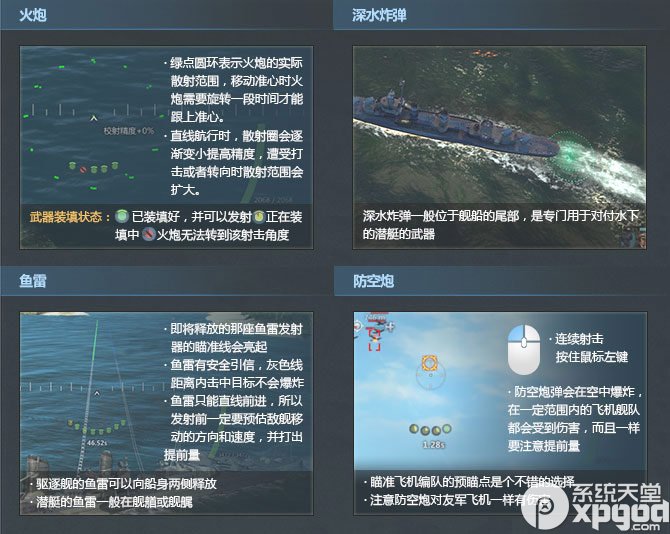 火炮
· 绿点圆环表示火炮的实际
散射范围，移动准心时火
炮需要旋转一段时间才能
跟上准心。
· 直线航行时，散射圈会逐
渐变小提高精度，遭受打
击或者转向时散射范围会
扩大。
校射精度+0%
2068 / 2068
武器装填状态： 已装填好，并可以发射 正在装
填中 火炮无法转到该射击角度
深水炸弹
深水炸弹一般位于舰船的尾部，是专门用于对付水下
的潜艇的武器
鱼雷
· 即将释放的那座鱼雷发射
器的瞄准线会亮起
· 鱼雷有安全引信，灰色线
距离内击中目标不会爆炸
· 鱼雷只能直线前进，所以
发射前一定要预估敌舰移
动的方向和速度，并打出
提前量
46.52s
· 驱逐舰的鱼雷可以向船身两侧释放
· 潜艇的鱼雷一般在舰艏或舰艉
防空炮
· 连续射击
按住鼠标左键
· 防空炮弹会在空中爆炸，
在一定范围内的飞机舰队
都会受到伤害，而且一样
要注意提前量
1.28s
· 瞄准飞机编队的预瞄点是个不错的选择
· 注意防空炮对友军飞机一样有伤害
系统天堂
xpgod.com